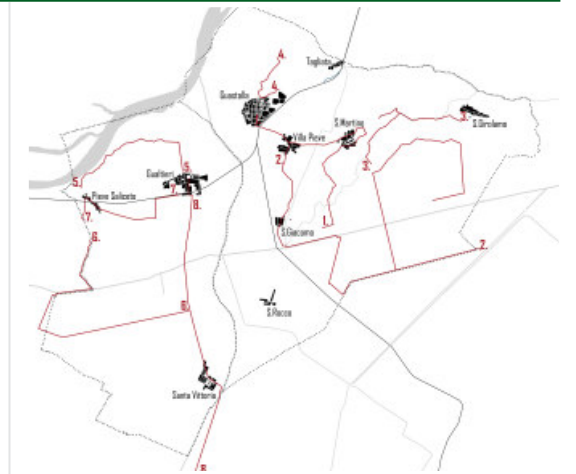 4.
Tagliata
Guastalla
4.
S.Martino
S.Girolamo
3.
Villa Pieve
2.
3.
Gualtieri
5.
5.
7.
Pieve Saliceto
8.
7.
1.
S.Giacomo
6.
2.
S.Rocco
6.
Santa Vittoria
8.